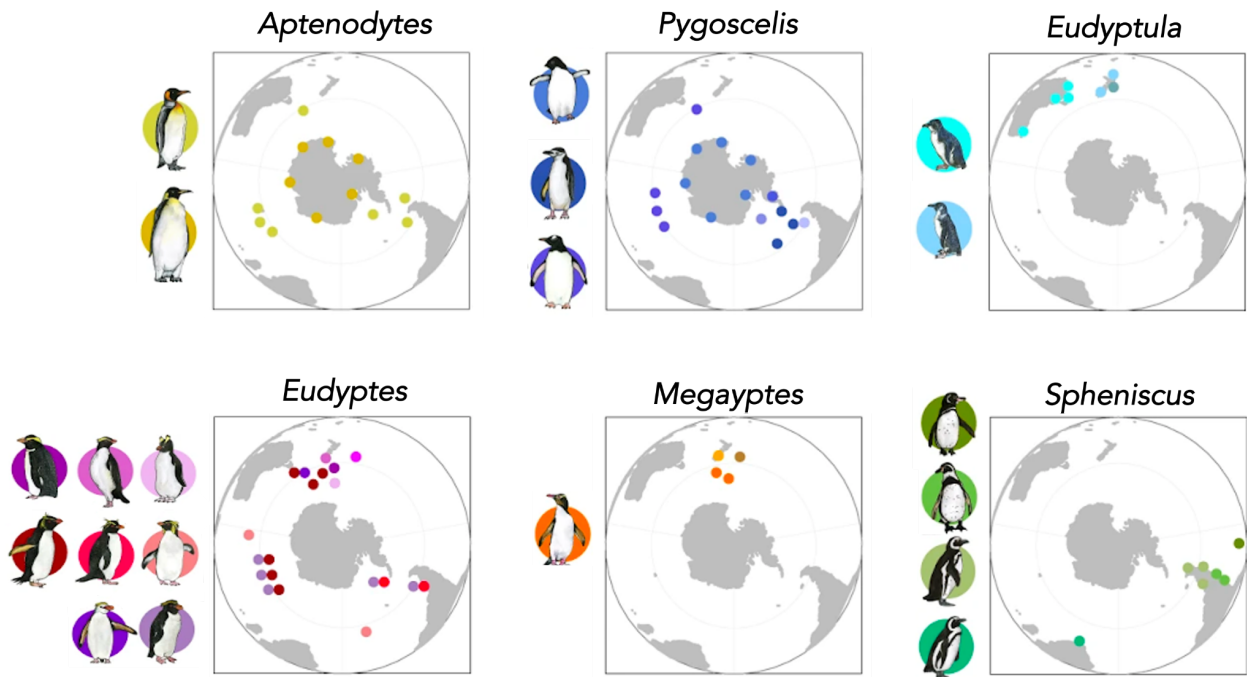 Aptenodytes
Pygoscelis
Eudyptula
Eudyptes
Megayptes
Spheniscus